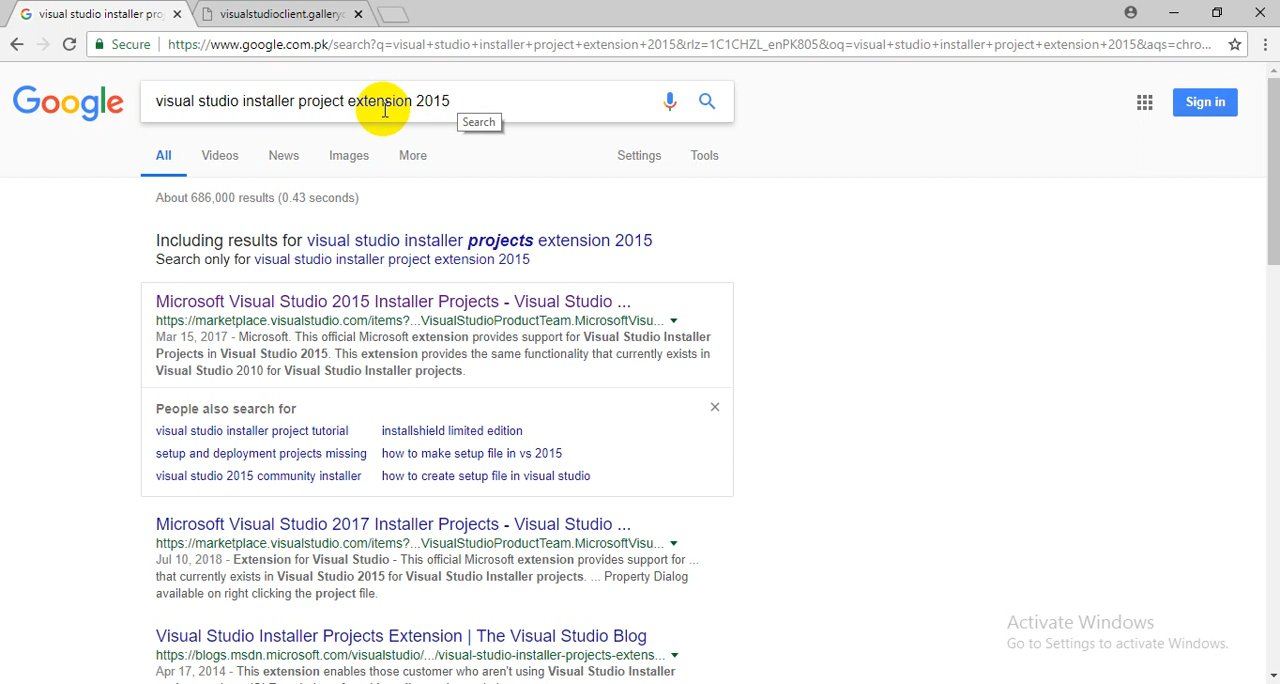 visual studio installer pro
visualstudioclient.gallery
Secure
https://www.google.com.pk/search?q=visual+studio+installer+project+extension+2015&rlz=1C1CHZL_enPK805&oq=visual+studio+installer+project+extension+2015&aqs=chro...
Google
visual studio installer project extension 2015
Search
Sign in
All Videos News Images More Settings Tools
About 686,000 results (0.43 seconds)
Including results for visual studio installer projects extension 2015
Search only for visual studio installer project extension 2015
Microsoft Visual Studio 2015 Installer Projects - Visual Studio ...
https://marketplace.visualstudio.com/items?...VisualStudioProductTeam.MicrosoftVisu...
Mar 15, 2017 - Microsoft. This official Microsoft extension provides support for Visual Studio Installer
Projects in Visual Studio 2015. This extension provides the same functionality that currently exists in
Visual Studio 2010 for Visual Studio Installer projects.
People also search for
visual studio installer project tutorial installshield limited edition
setup and deployment projects missing how to make setup file in vs 2015
visual studio 2015 community installer how to create setup file in visual studio
Microsoft Visual Studio 2017 Installer Projects - Visual Studio ...
https://marketplace.visualstudio.com/items?...VisualStudioProductTeam.MicrosoftVisu...
Jul 10, 2018 - Extension for Visual Studio - This official Microsoft extension provides support for ...
that currently exists in Visual Studio 2015 for Visual Studio Installer projects. ... Property Dialog
available on right clicking the project file.
Visual Studio Installer Projects Extension | The Visual Studio Blog
https://blogs.msdn.microsoft.com/visualstudio/.../visual-studio-installer-projects-extens...
Apr 17, 2014 - This extension enables those customer who aren't using Visual Studio Installer
Activate Windows
Go to Settings to activate Windows.